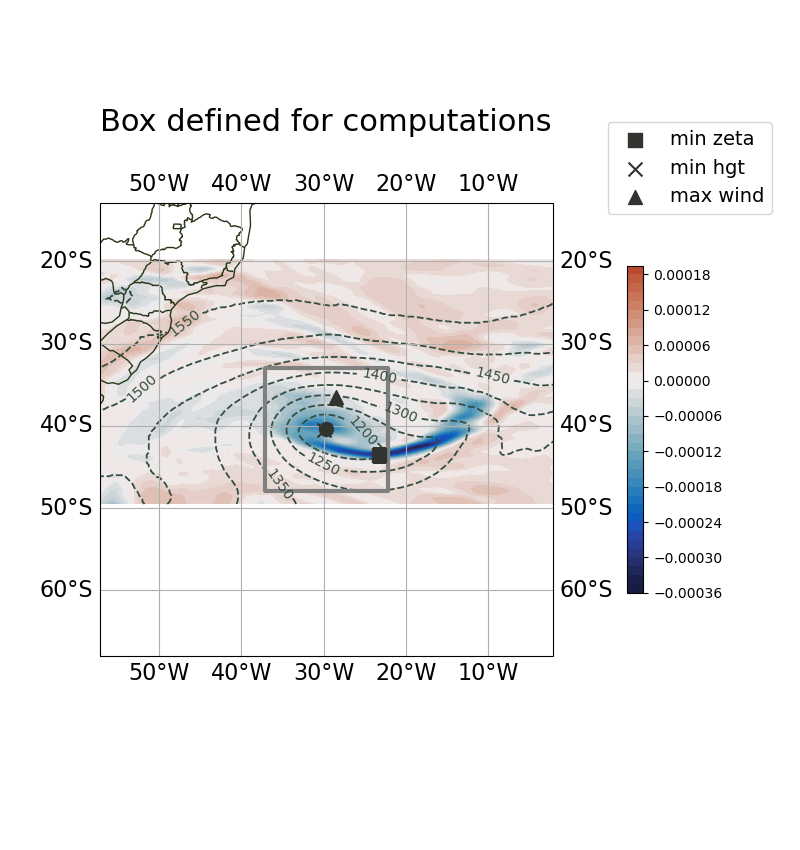 Box defined for computations
min zeta
min hgt
max wind
50°W 40°W 30°W 20°W 10°W
20°S 20°S
30°S 30°S
40°S 40°S
50°S 50°S
60°S 60°S
50°W 40°W 30°W 20°W 10°W
1550
1500
1400
1450
1300
1200
1250
1350
0.00018
0.00012
0.00006
0.00000
−0.00006
−0.00012
−0.00018
−0.00024
−0.00030
−0.00036